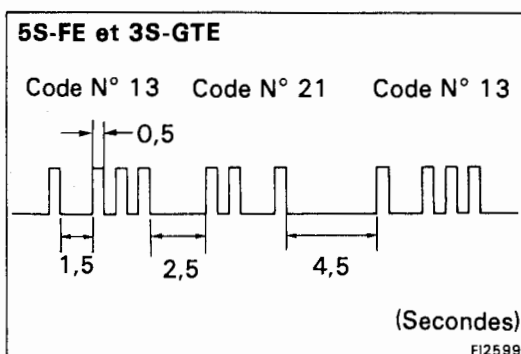 5S-FE et 3S-GTE
Code N° 13 Code N° 21 Code N° 13
0,5
1,5 2,5 4,5
(Secondes)
FI2599